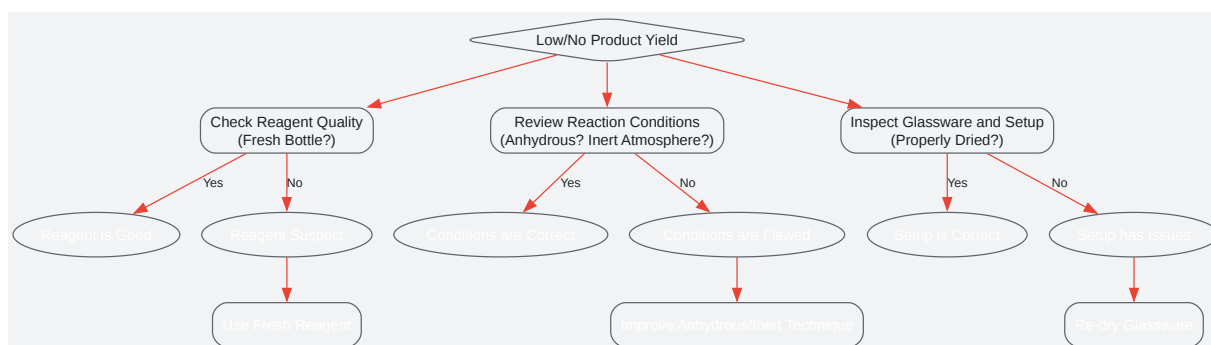 Low/No Product Yield
Check Reagent Quality
(Fresh Bottle?)
Review Reaction Conditions
(Anhydrous? Inert Atmosphere?)
Inspect Glassware and Setup
(Properly Dried?)
Yes
No
Yes
No
Yes
No
Reagent is Good
Reagent Suspect
Conditions are Correct
Conditions are Flawed
Setup is Correct
Setup has Issues
Use Fresh Reagent
Improve Anhydrous/Inert Technique
Re-dry Glassware